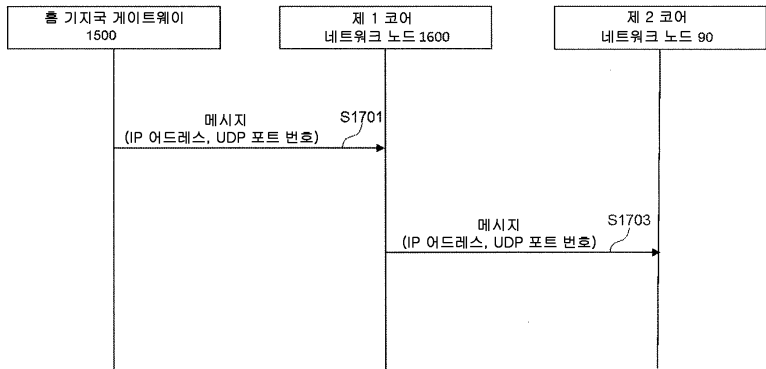 홈 기지국 게이트웨이
1500
제 1 코어
네트워크 노드 1600
제 2 코어
네트워크 노드 90
메시지
(IP 어드레스, UDP 포트 번호)
S1701
메시지
(IP 어드레스, UDP 포트 번호)
S1703